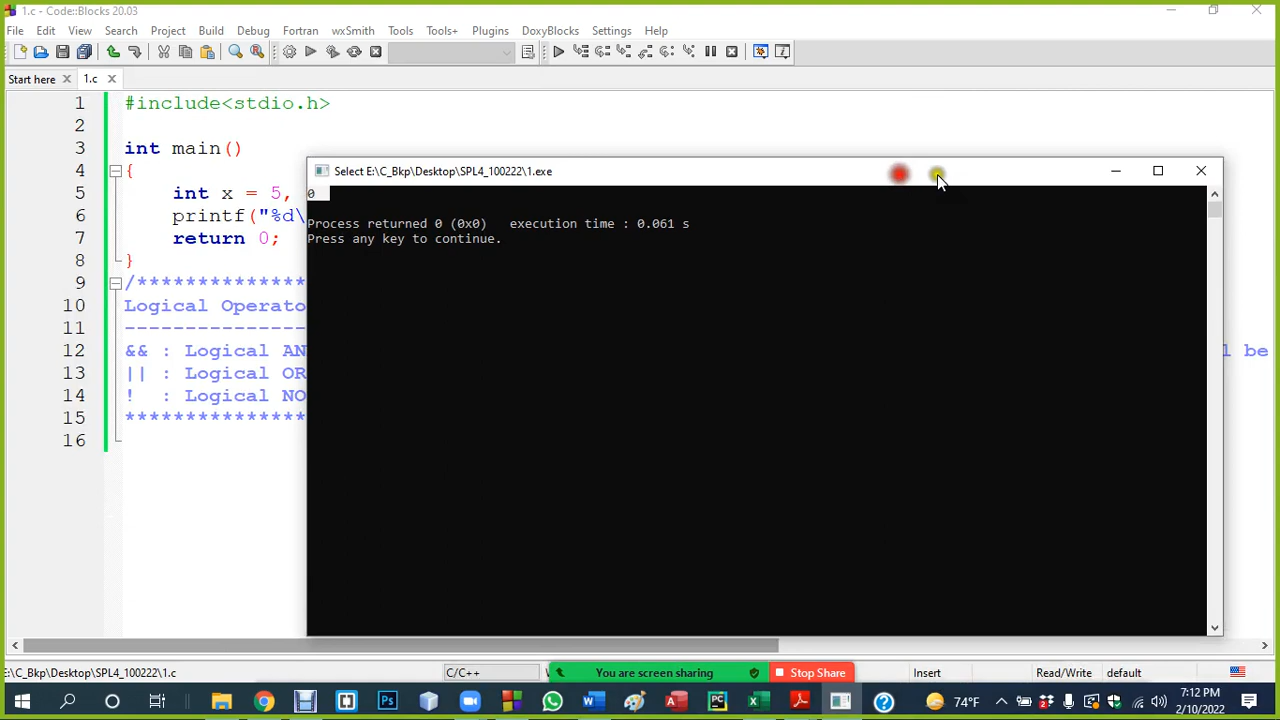 1.c - Code::Blocks 20.03
File Edit View Search Project Build Debug Fortran wxSmith Tools Tools+ Plugins DoxyBlocks Settings Help
Start here 1.c
1 #include<stdio.h>
2
3 int main()
4 {
5 int x = 5,
6 printf("%d\
7 return 0;
8 }
9 /**************
10 Logical Operato
11 ---------------
12 && : Logical AN l be
13 || : Logical OR
14 ! : Logical NO
15 ***************
16
Select E:\C_Bkp\Desktop\SPL4_100222\1.exe
0
Process returned 0 (0x0) execution time : 0.061 s
Press any key to continue.
E:\C_Bkp\Desktop\SPL4_100222\1.c C/C++ You are screen sharing Stop Share Insert Read/Write default
74°F 7:12 PM
2/10/2022